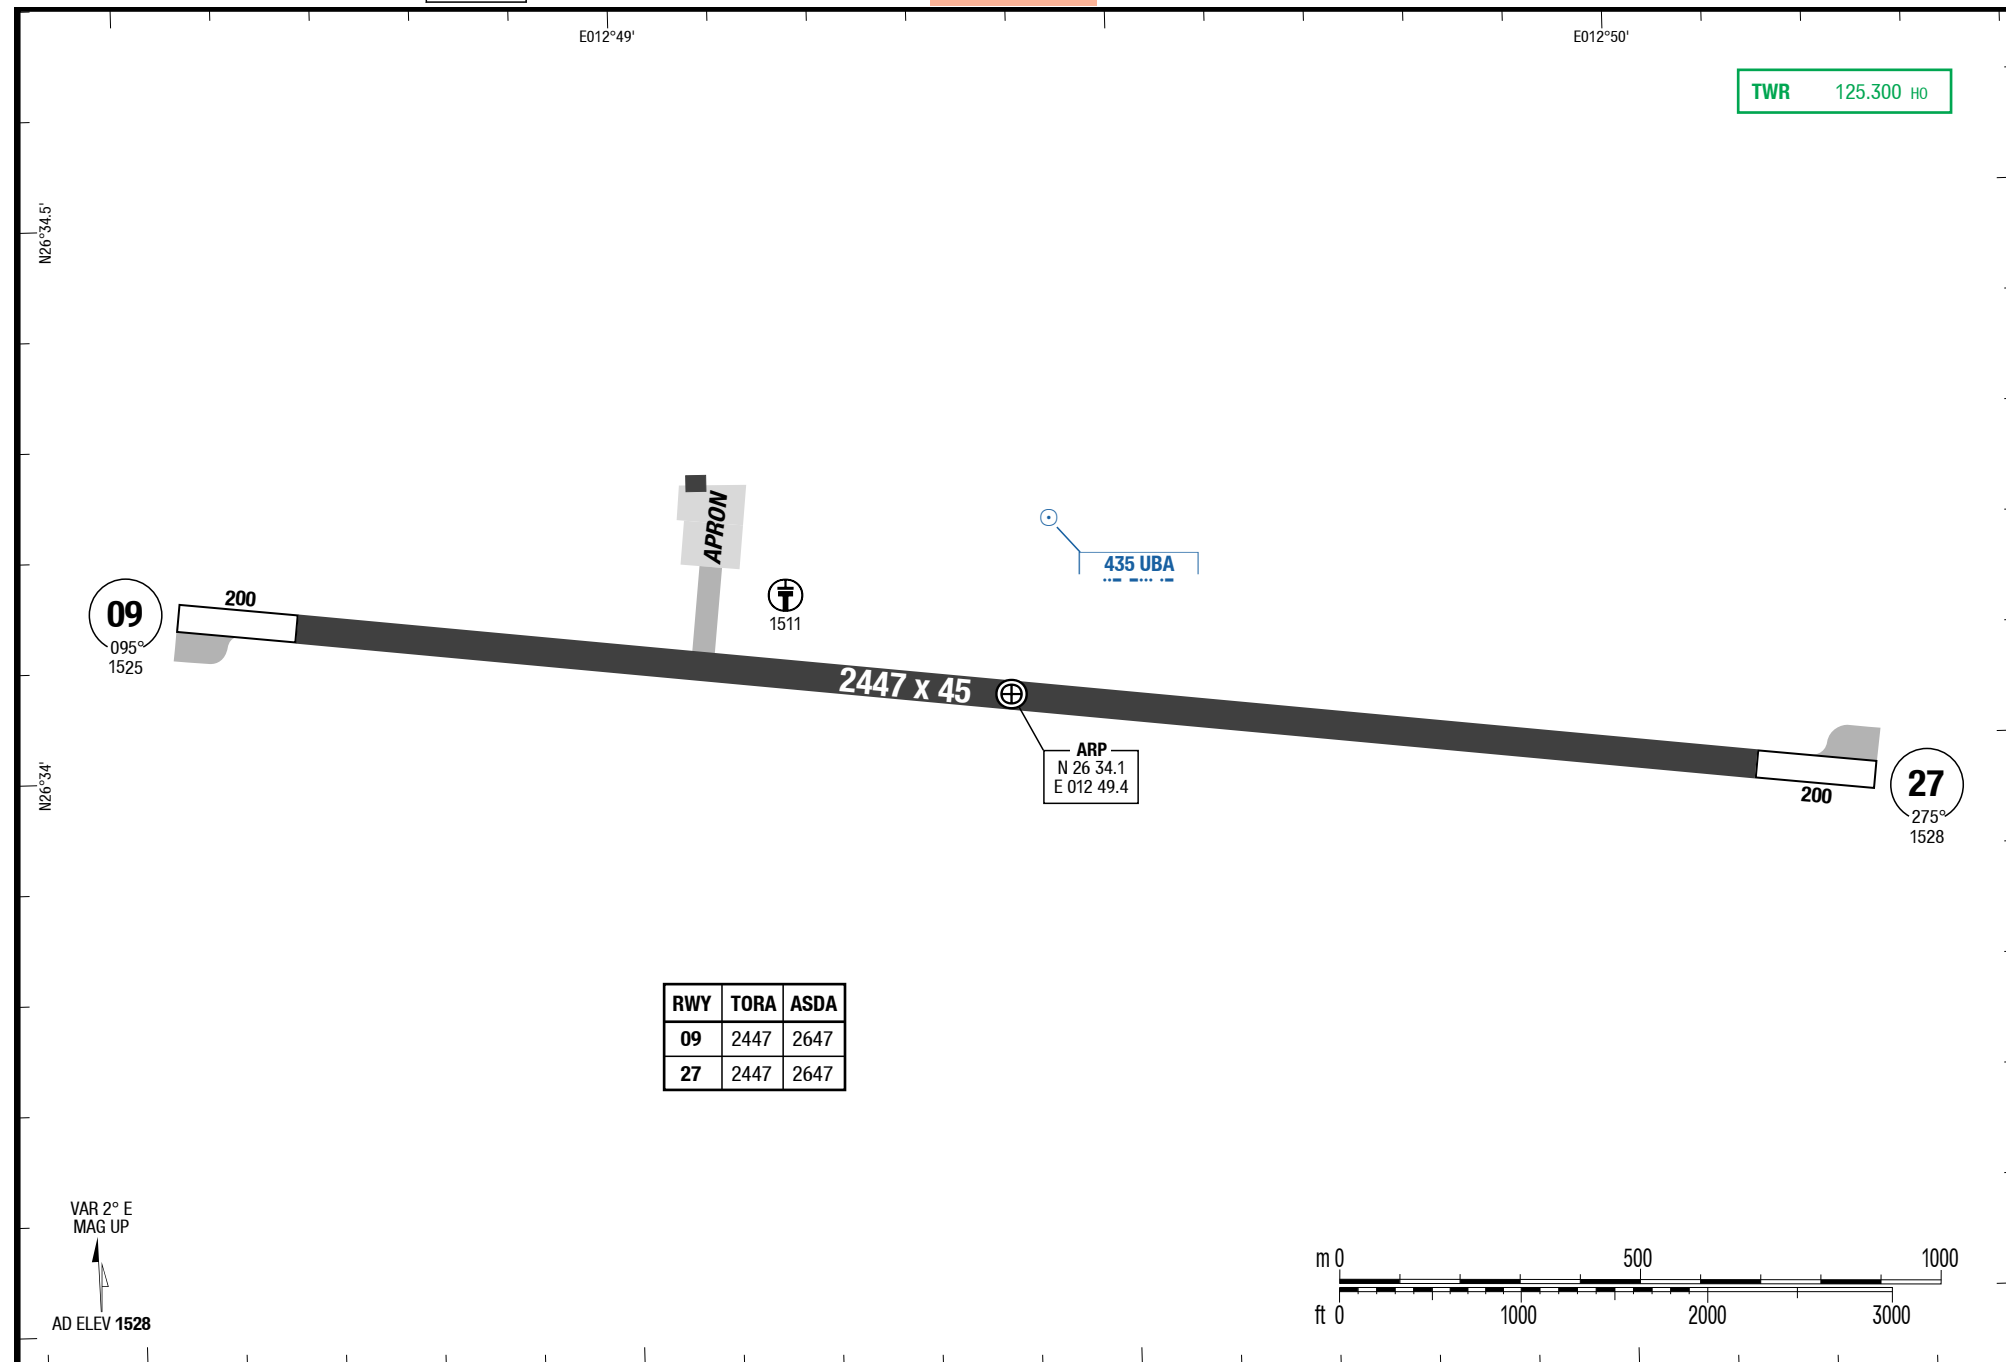 E012°49'
E012°50'
TWR 125.300 HO
N26°34.5'
APRON
435 UBA
200
09
095°
1525
1511
2447 x 45
ARP
N 26 34.1
E 012 49.4
N26°34'
200
27
275°
1528
RWY TORA ASDA
09 2447 2647
27 2447 2647
VAR 2° E
MAG UP
AD ELEV 1528
m 0 500 1000
ft 0 1000 2000 3000